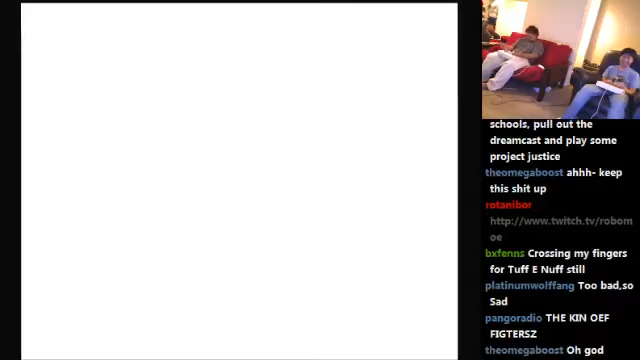 schools, pull out the
dreamcast and play some
project justice
theomegaboost ahhh- keep
this shit up
rotanibor
http://www.twitch.tv/robom
oe
bxfenns Crossing my fingers
for Tuff E Nuff still
platinumwolffang Too bad,so
Sad
pangoradio THE KIN OEF
FIGTERSZ
theomegaboost Oh god